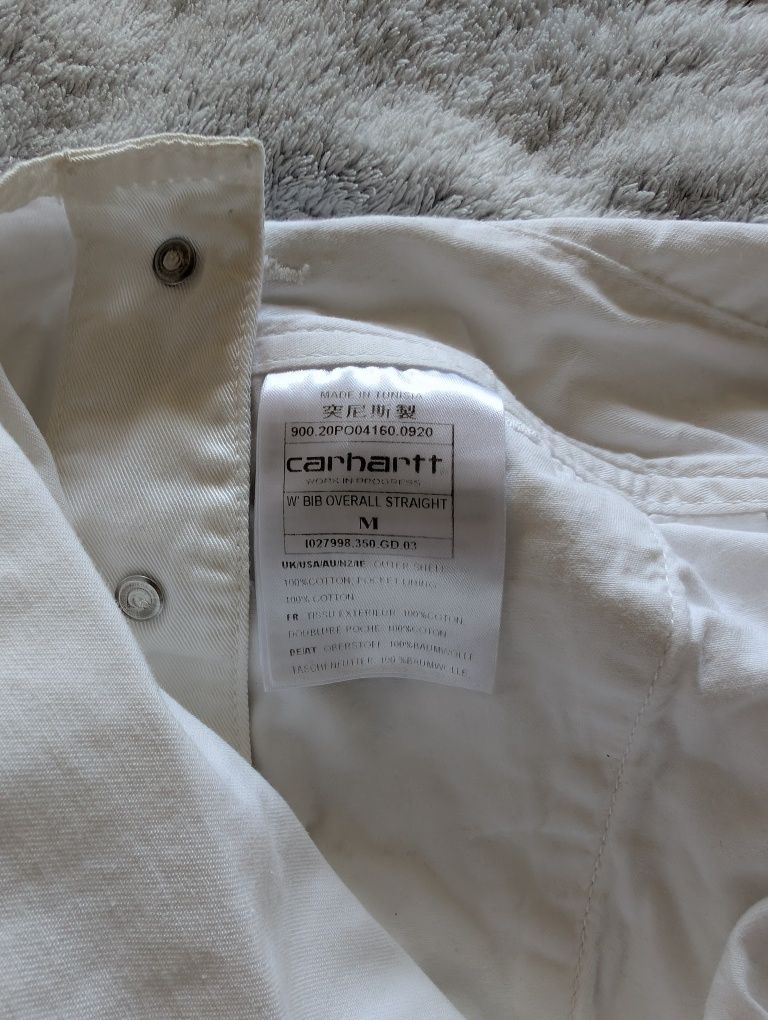 MADE IN TUNISIA
突尼斯製
900.20PO04160.0920
carhartt
WORK IN PROGRESS
W' BIB OVERALL STRAIGHT
M
I027998.350.GD.03
UK/USA/AU/NZ/IE OUTER SHELL
100%COTTON, POCKET LINING
100% COTTON
FR TISSU EXTERIEUR 100%COTON
DOUBLURE POCHE 100%COTON
DE/AT OBERSTOFF 100%BAUMWOLLE
TASCHENFUTTER 100%BAUMWOLLE